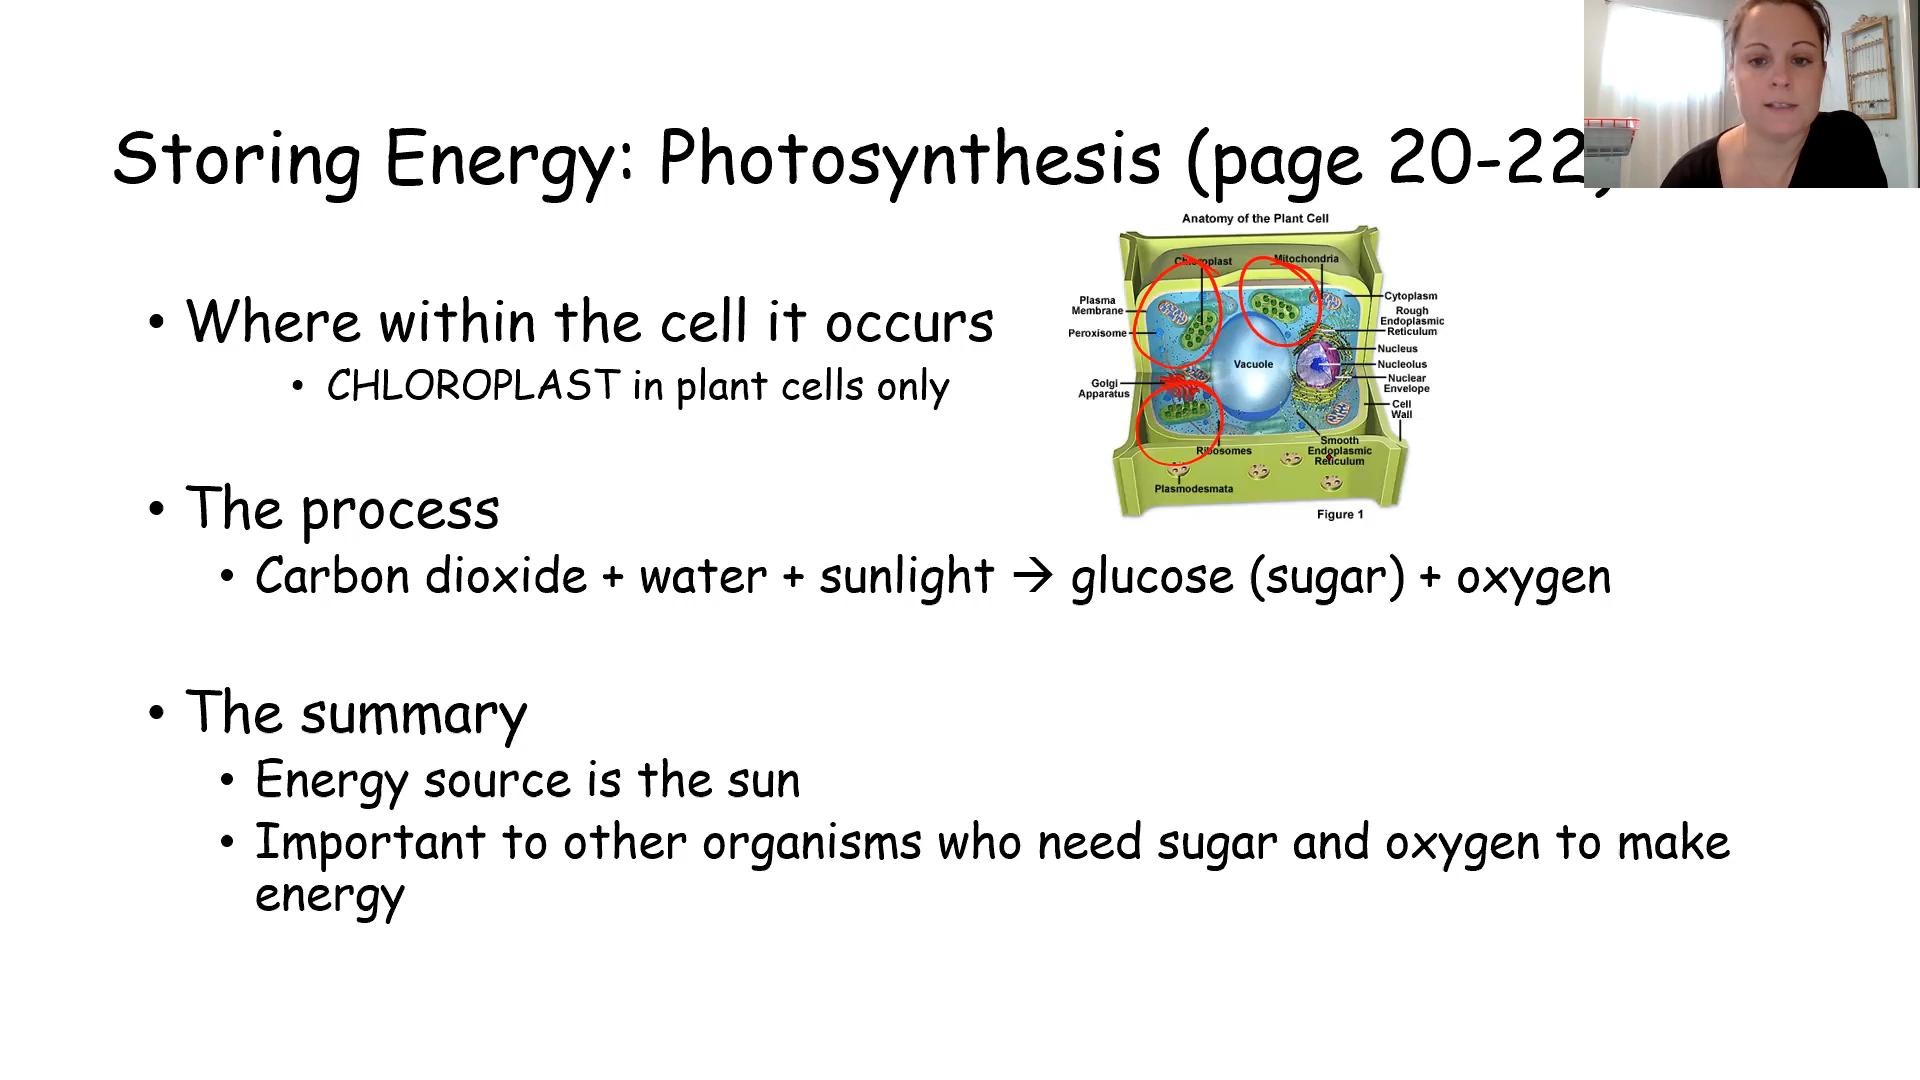 Storing Energy: Photosynthesis (page 20-22)
Anatomy of the Plant Cell
Chloroplast
Mitochondria
Plasma
Membrane
Peroxisome
Golgi
Apparatus
Vacuole
Cytoplasm
Rough
Endoplasmic
Reticulum
Nucleus
Nucleolus
Nuclear
Envelope
Cell
Wall
Smooth
Endoplasmic
Reticulum
Ribosomes
Plasmodesmata
Figure 1
• Where within the cell it occurs
• CHLOROPLAST in plant cells only
• The process
• Carbon dioxide + water + sunlight → glucose (sugar) + oxygen
• The summary
• Energy source is the sun
• Important to other organisms who need sugar and oxygen to make
energy